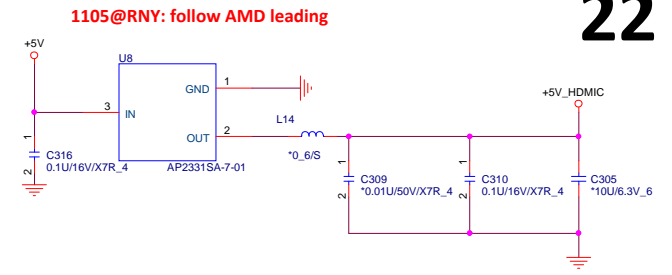 1105@RNY: follow AMD leading
22
+5V
U8
GND
1
3
IN
OUT
2
AP2331SA-7-01
1
C316
0.1U/16V/X7R_4
2
L14
*0_6/S
+5V_HDMIC
1
C309
*0.01U/50V/X7R_4
2
1
C310
0.1U/16V/X7R_4
2
C305
*10U/6.3V_6